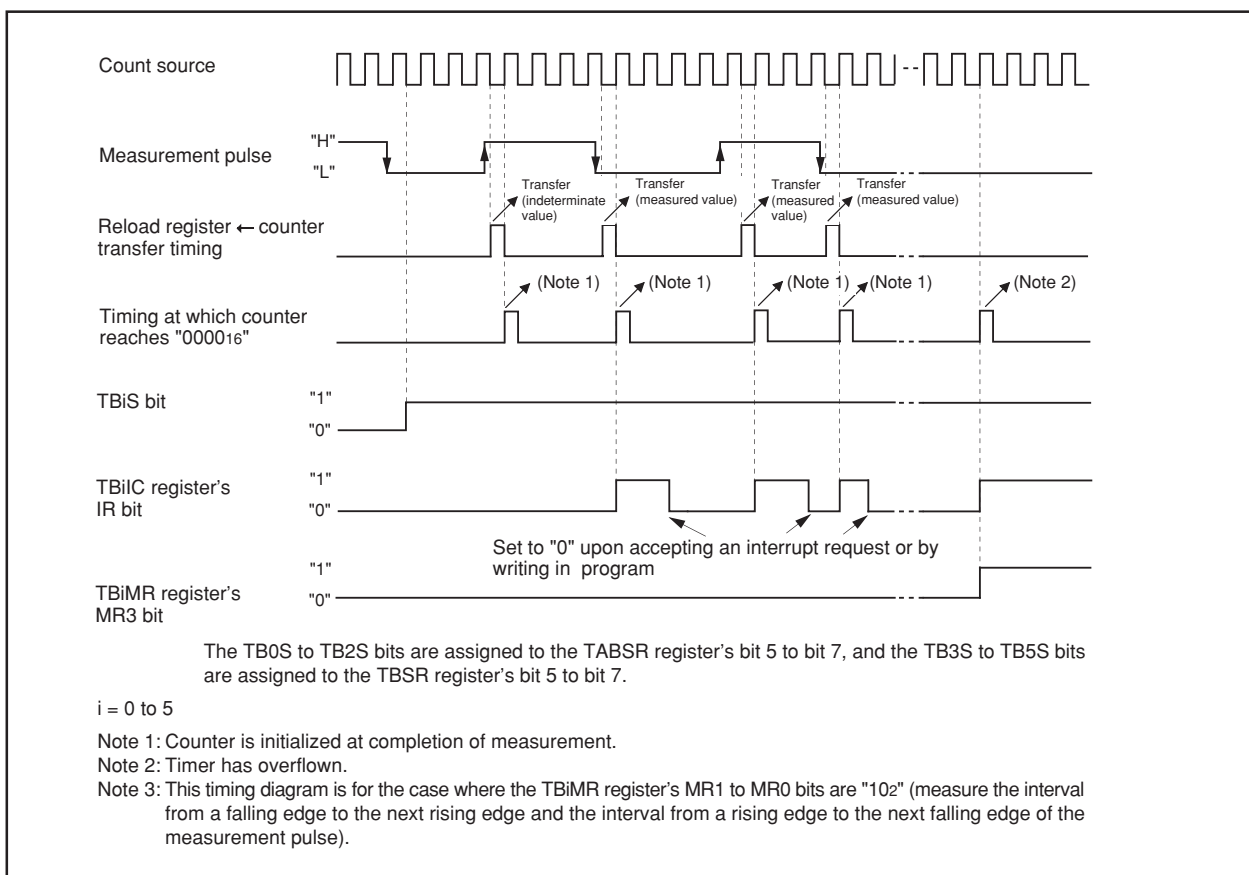 Count source
Measurement pulse
"H"
"L"
Transfer
(indeterminate
value)
Transfer
(measured value)
Transfer
(measured
value)
Transfer
(measured value)
Reload register ← counter
transfer timing
(Note 1)
(Note 1)
(Note 1)
(Note 1)
(Note 2)
Timing at which counter
reaches "000016"
TBiS bit
"1"
"0"
TBiIC register's
IR bit
"1"
"0"
Set to "0" upon accepting an interrupt request or by
writing in program
TBiMR register's
MR3 bit
"1"
"0"
The TB0S to TB2S bits are assigned to the TABSR register's bit 5 to bit 7, and the TB3S to TB5S bits
are assigned to the TBSR register's bit 5 to bit 7.
i = 0 to 5
Note 1: Counter is initialized at completion of measurement.
Note 2: Timer has overflown.
Note 3: This timing diagram is for the case where the TBiMR register's MR1 to MR0 bits are "102" (measure the interval
from a falling edge to the next rising edge and the interval from a rising edge to the next falling edge of the
measurement pulse).